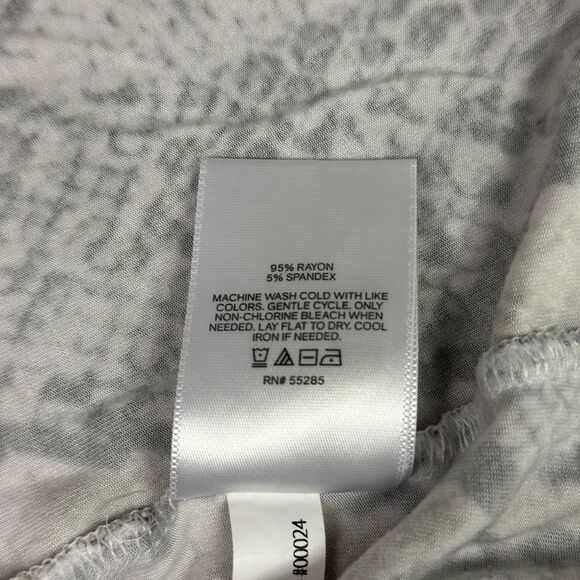 95% RAYON
5% SPANDEX
MACHINE WASH COLD WITH LIKE
COLORS. GENTLE CYCLE. ONLY
NON-CHLORINE BLEACH WHEN
NEEDED. LAY FLAT TO DRY. COOL
IRON IF NEEDED.
RN# 55285
#00024